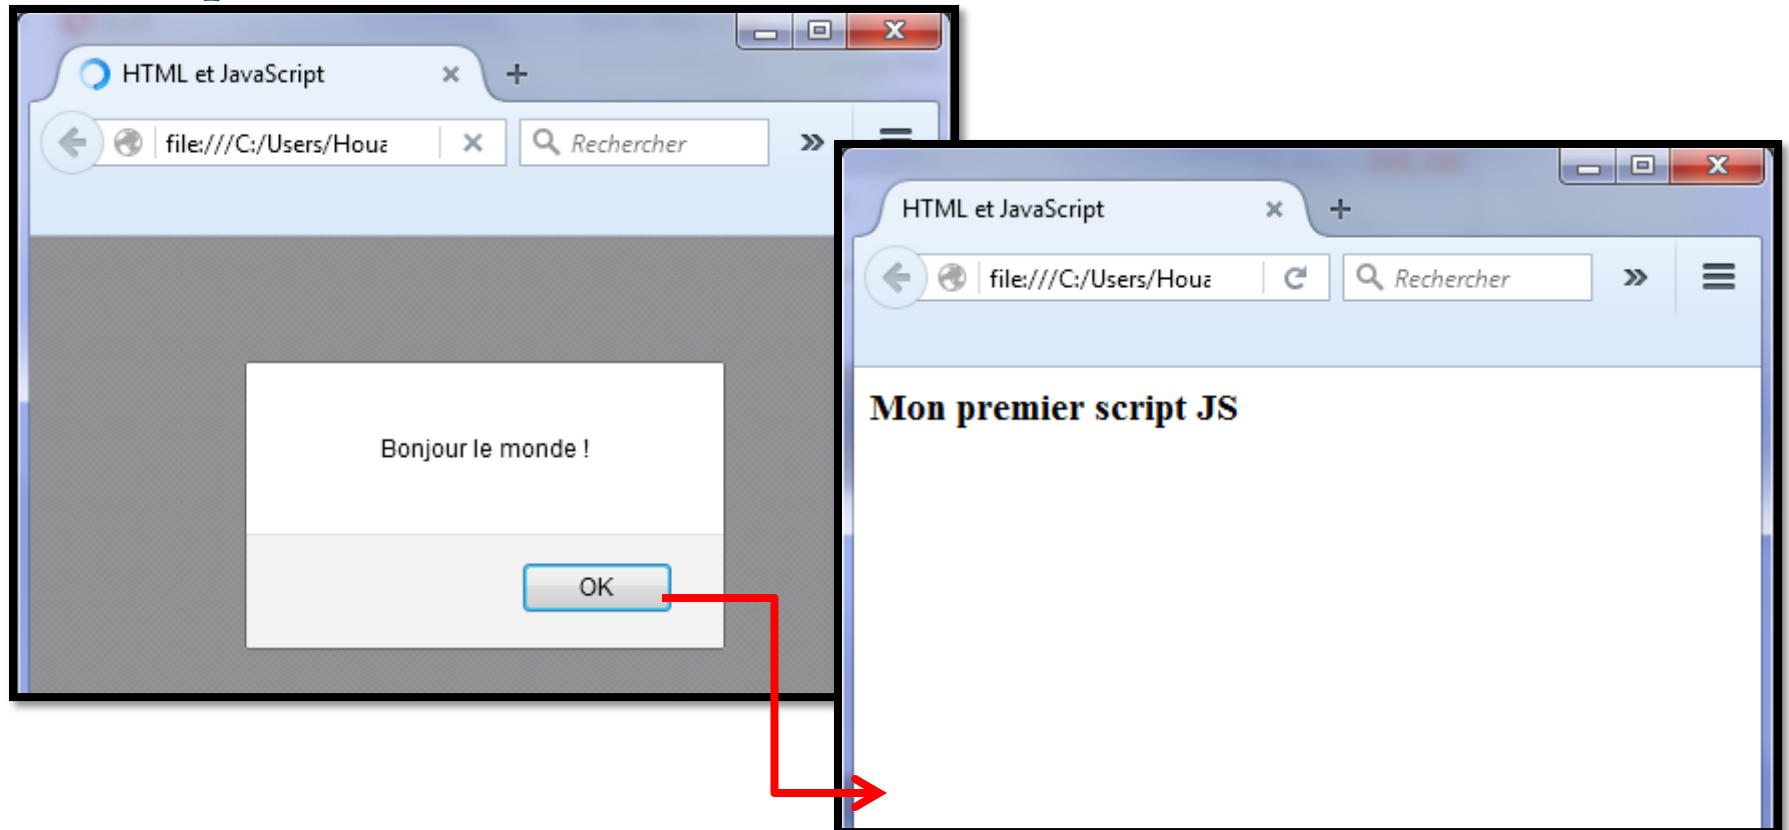 HTML et JavaScript
file:///C:/Users/Houa
Rechercher
Bonjour le monde !
OK
HTML et JavaScript
file:///C:/Users/Houa
Rechercher
Mon premier script JS